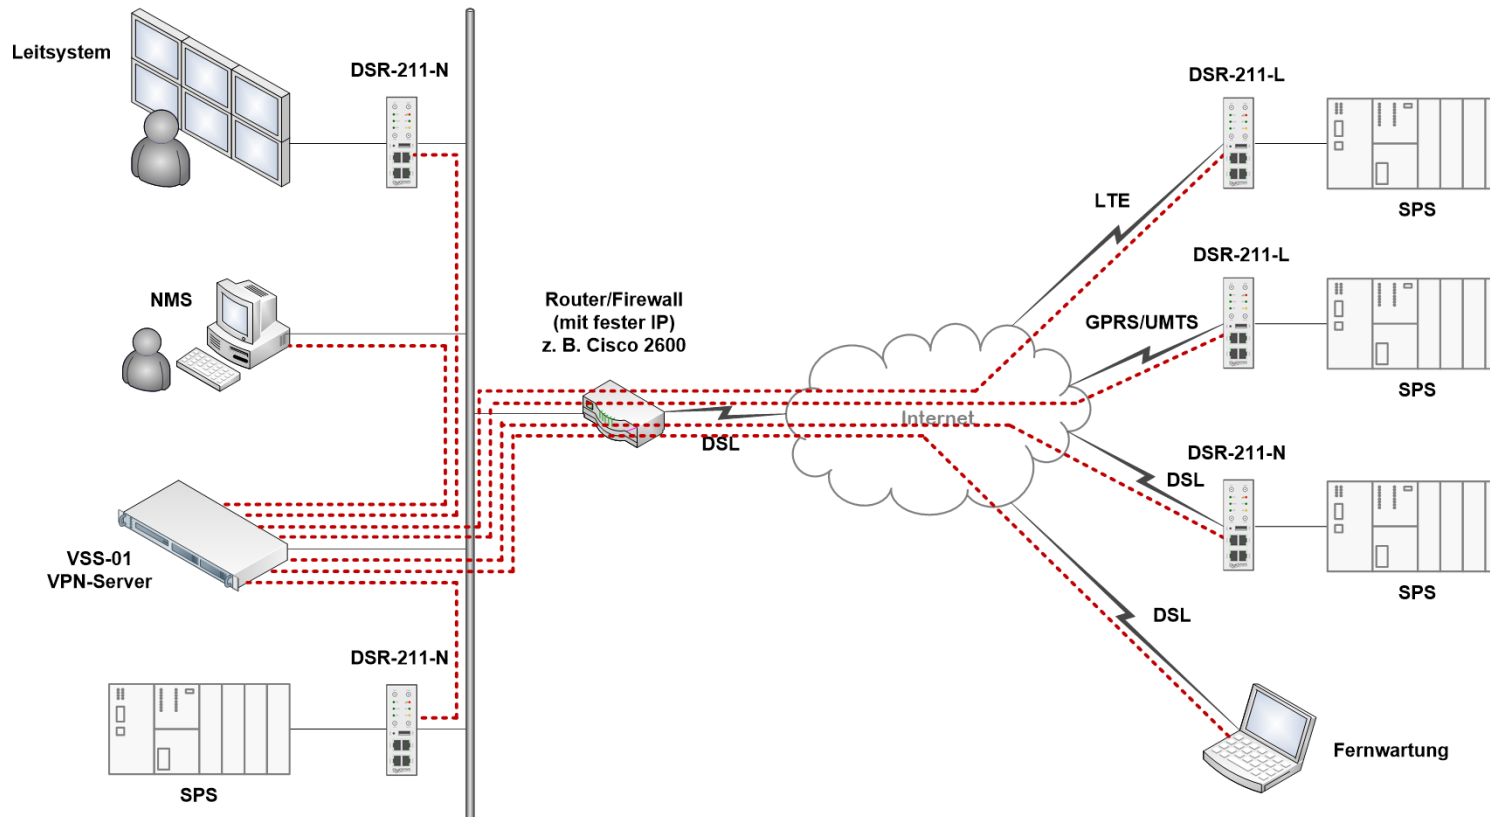 Leitsystem
DSR-211-N
DSR-211-L
LTE
SPS
NMS
Router/Firewall
(mit fester IP)
z. B. Cisco 2600
DSR-211-L
GPRS/UMTS
SPS
Internet
DSL
DSR-211-N
DSL
SPS
VSS-01
VPN-Server
DSL
DSR-211-N
SPS
Fernwartung